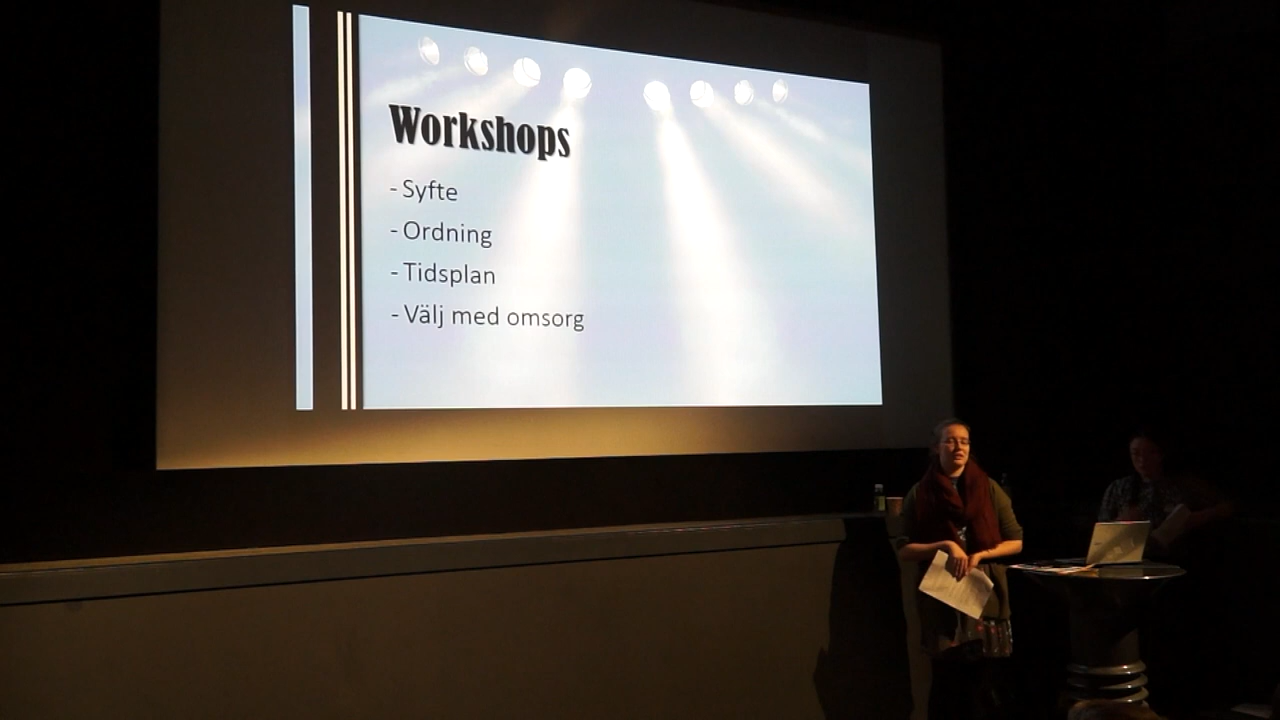 Workshops
- Syfte
- Ordning
- Tidsplan
- Välj med omsorg